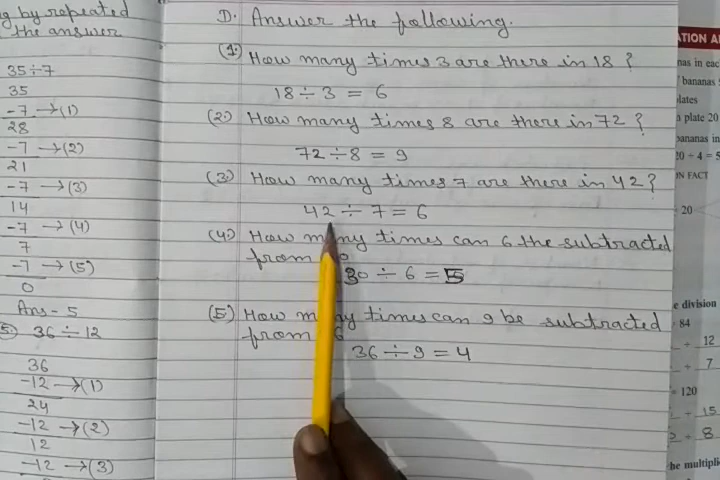 g by repeated
the answer
35÷7
35
-7 →(1)
28
-7 →(2)
21
-7 →(3)
14
-7 →(4)
7
-7 →(5)
0
Ans - 5
(5) 36÷12
36
-12 →(1)
24
-12 →(2)
12
-12 →(3)
D. Answer the following.
(1) How many times 3 are there in 18 ?
18 ÷ 3 = 6
(2) How many times 8 are there in 72 ?
72 ÷ 8 = 9
(3) How many times 7 are there in 42 ?
42 ÷ 7 = 6
(4) How many times can 6 the subtracted
from
30 ÷ 6 = 5
(5) How many times can 9 be subtracted
from 6
36 ÷ 9 = 4
TION A
nas in eac
bananas
lates
a plate 20
bananas in
20 ÷ 4 = 5
IN FACT
20
e division
84
÷ 12
÷ 7
= 120
÷ 15
÷ 8
he multipli